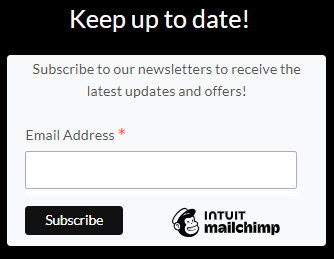 Keep up to date!
Subscribe to our newsletters to receive the
latest updates and offers!
Email Address *
Subscribe
INTUIT
mailchimp